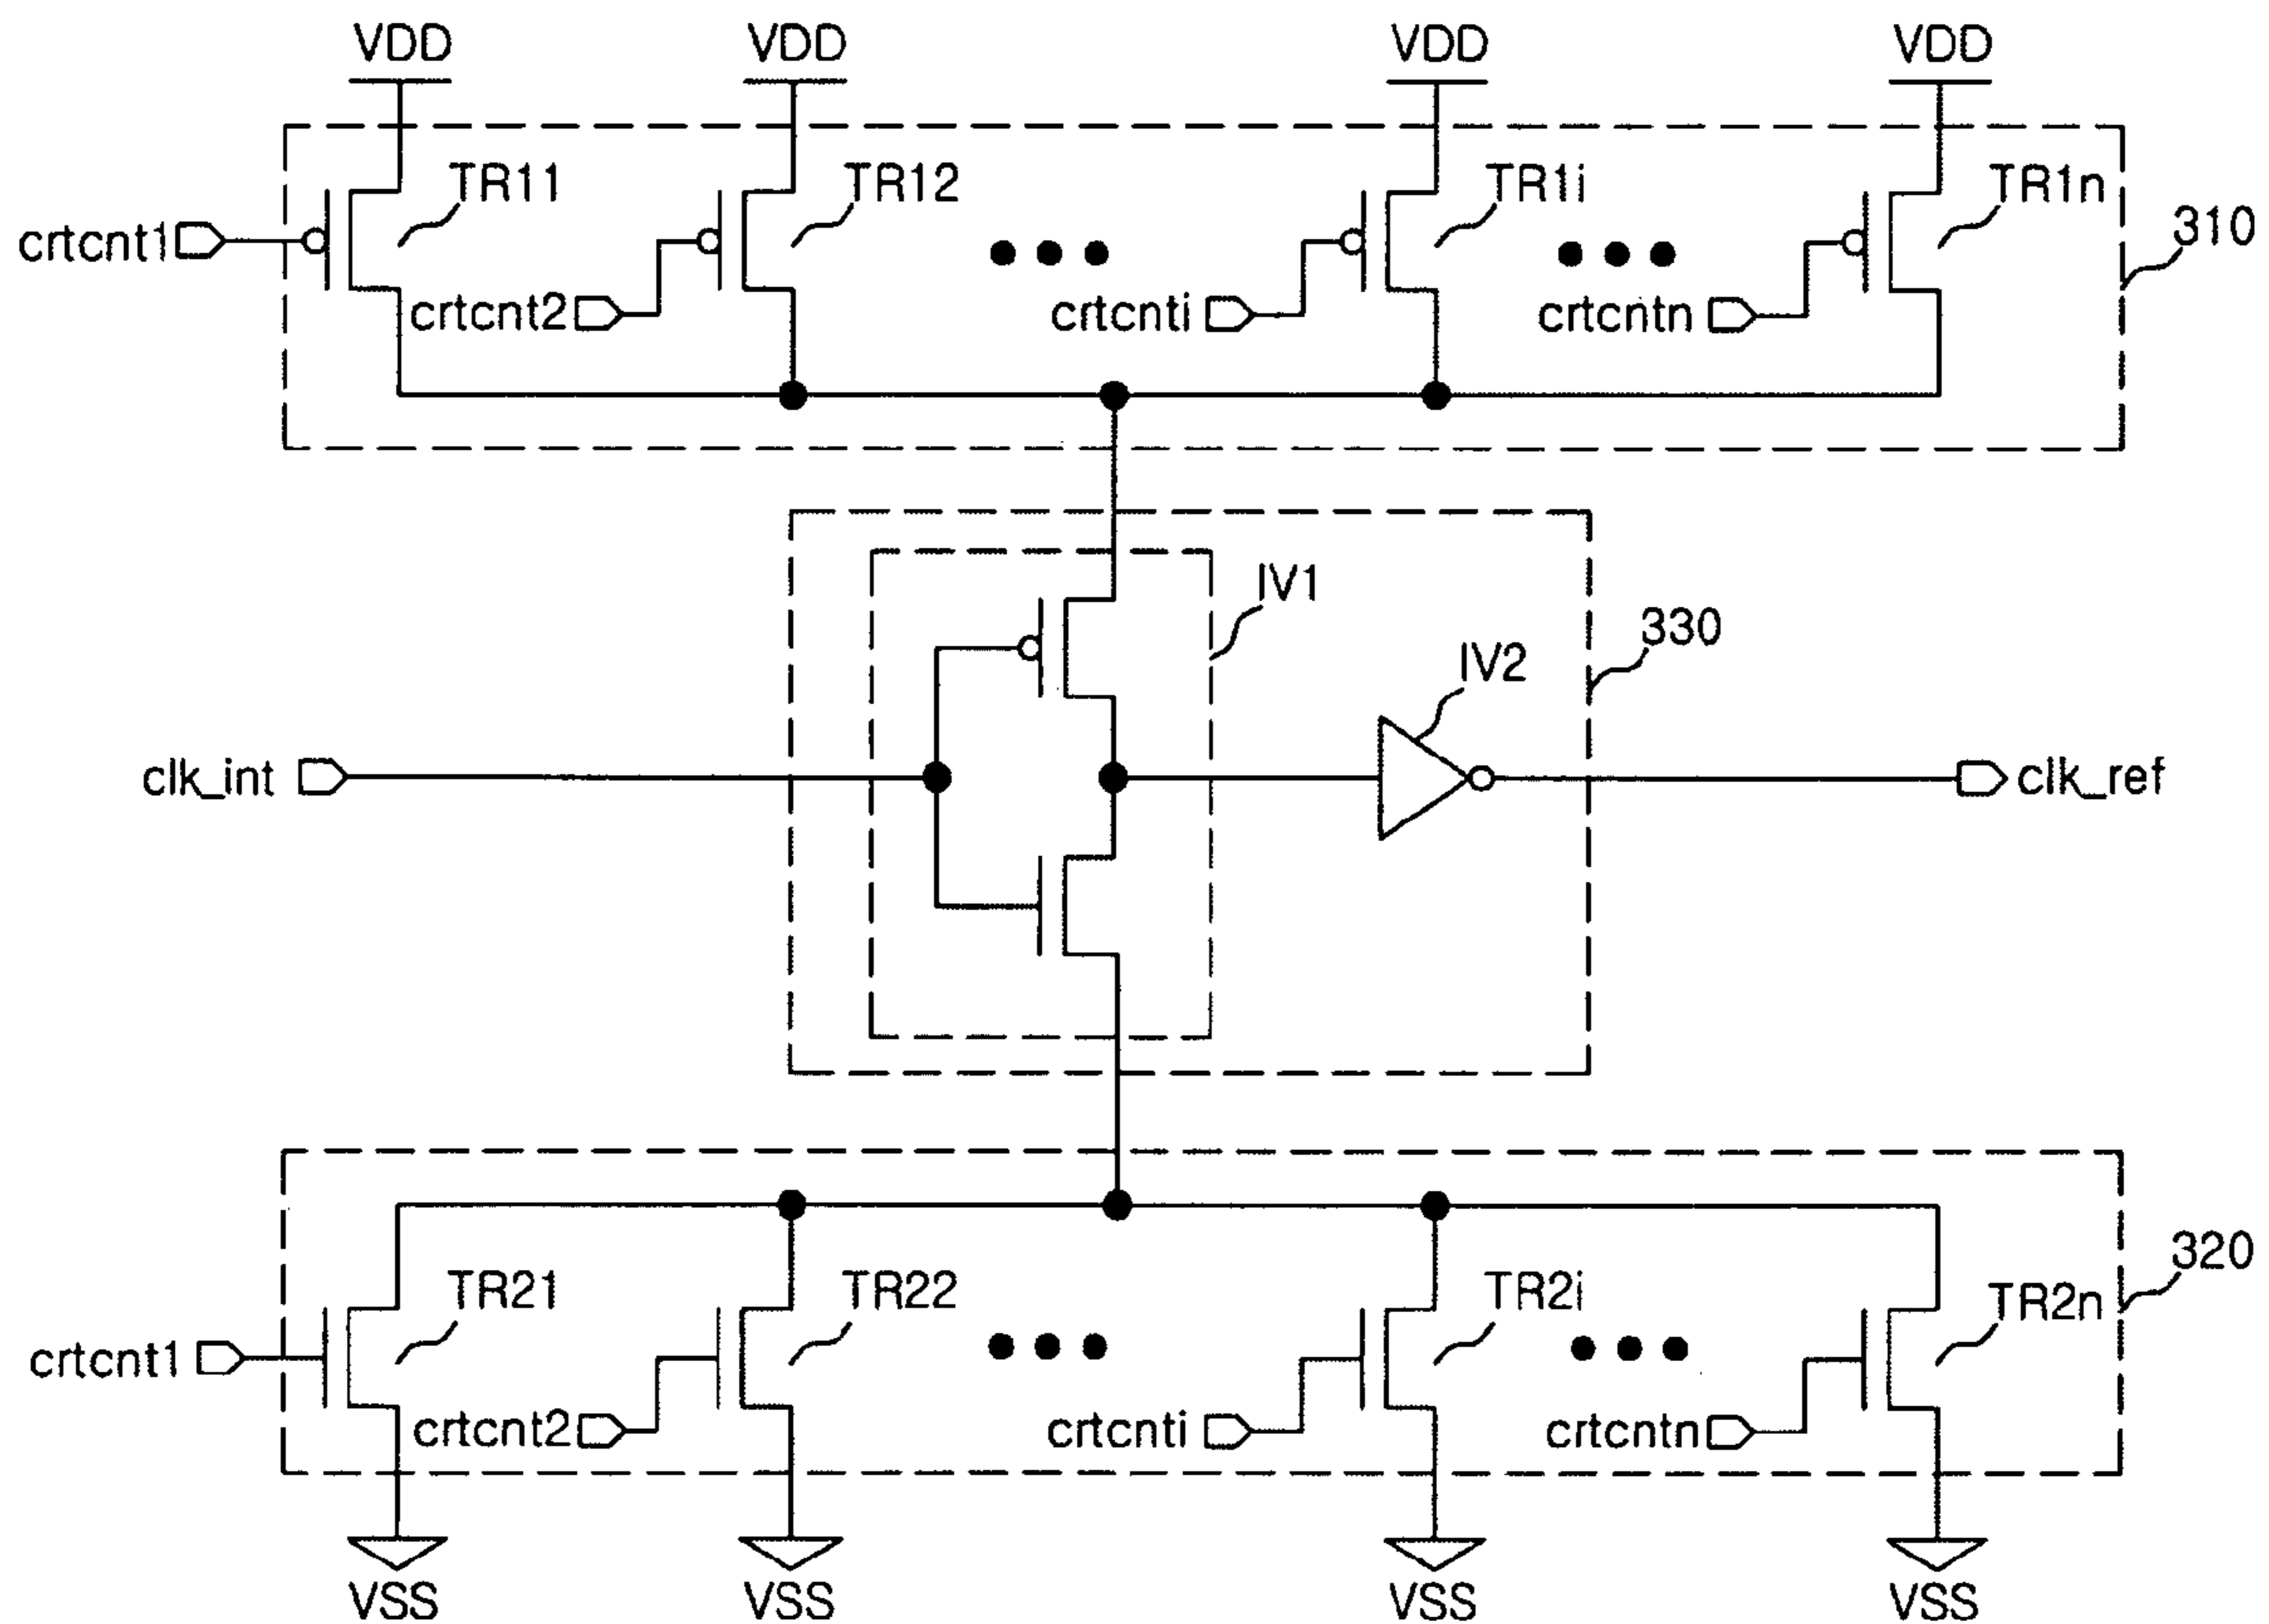 VDD VDD VDD VDD
TR11 TR12 TR1i TR1n
crtcnt1 310
crtcnt2 crtcnti crtcntn
IV1
330
IV2
clk_int clk_ref
320
TR21 TR22 TR2i TR2n
crtcnt1
crtcnt2 crtcnti crtcntn
VSS VSS VSS VSS